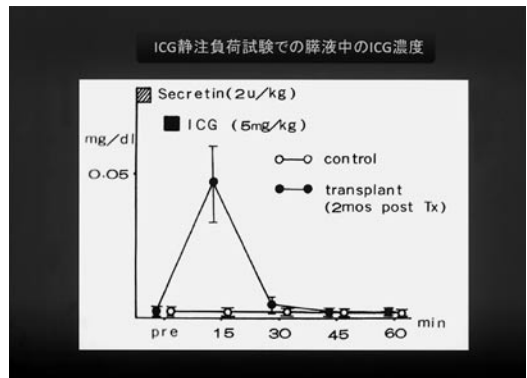 ICG静注負荷試験での膵液中のICG濃度
Secretin(2u/kg)
ICG (5mg/kg)
mg/dl
0.05
control
transplant
(2mos post Tx)
pre 15 30 45 60 min